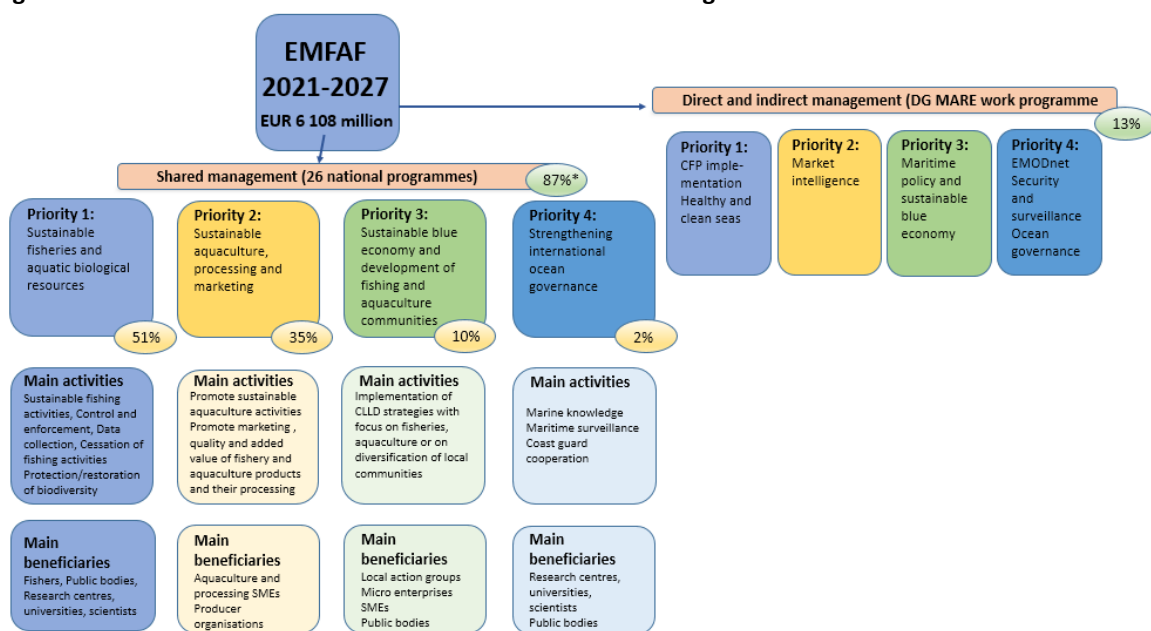 EMFAF
2021-2027
EUR 6 108 million
Direct and indirect management (DG MARE work programme
13%
Priority 1:
CFP imple-
mentation
Healthy and
clean seas
Priority 2:
Market
intelligence
Priority 3:
Maritime
policy and
sustainable
blue
economy
Priority 4:
EMODnet
Security
and
surveillance
Ocean
governance
Shared management (26 national programmes)
87%*
Priority 1:
Sustainable
fisheries and
aquatic biological
resources
51%
Priority 2:
Sustainable
aquaculture,
processing and
marketing
35%
Priority 3:
Sustainable blue
economy and
development of
fishing and
aquaculture
communities
10%
Priority 4:
Strengthening
international
ocean
governance
2%
Main activities
Sustainable fishing
activities, Control and
enforcement, Data
collection, Cessation of
fishing activities
Protection/restoration
of biodiversity
Main activities
Promote sustainable
aquaculture activities
Promote marketing ,
quality and added
value of fishery and
aquaculture products
and their processing
Main activities
Implementation of
CLLD strategies with
focus on fisheries,
aquaculture or on
diversification of local
communities
Main activities
Marine knowledge
Maritime surveillance
Coast guard
cooperation
Main
beneficiaries
Fishers, Public bodies,
Research centres,
universities, scientists
Main
beneficiaries
Aquaculture and
processing SMEs
Producer
organisations
Main
beneficiaries
Local action groups
Micro enterprises
SMEs
Public bodies
Main
beneficiaries
Research centres,
universities,
scientists
Public bodies